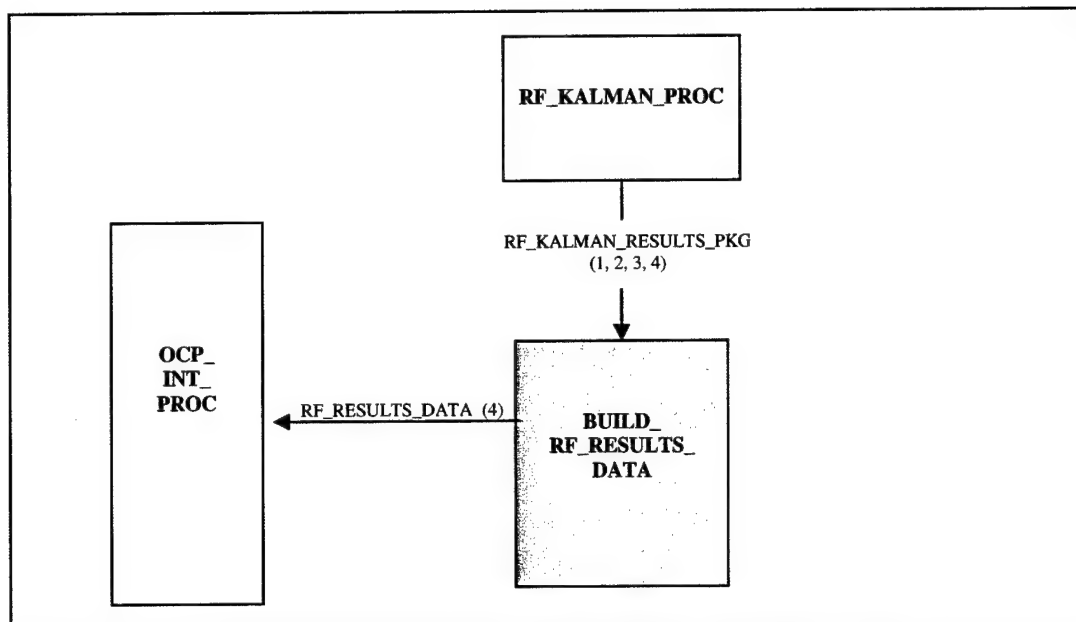 RF_KALMAN_PROC
RF_KALMAN_RESULTS_PKG
(1, 2, 3, 4)
OCP_
INT_
PROC
RF_RESULTS_DATA (4)
BUILD_
RF_RESULTS_
DATA